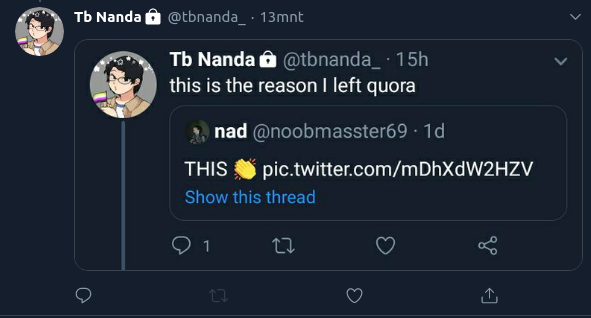 Tb Nanda @tbnanda_ · 13mnt
Tb Nanda @tbnanda_ · 15h
this is the reason I left quora
nad @noobmasster69 · 1d
THIS 👏 pic.twitter.com/mDhXdW2HZV
Show this thread
1